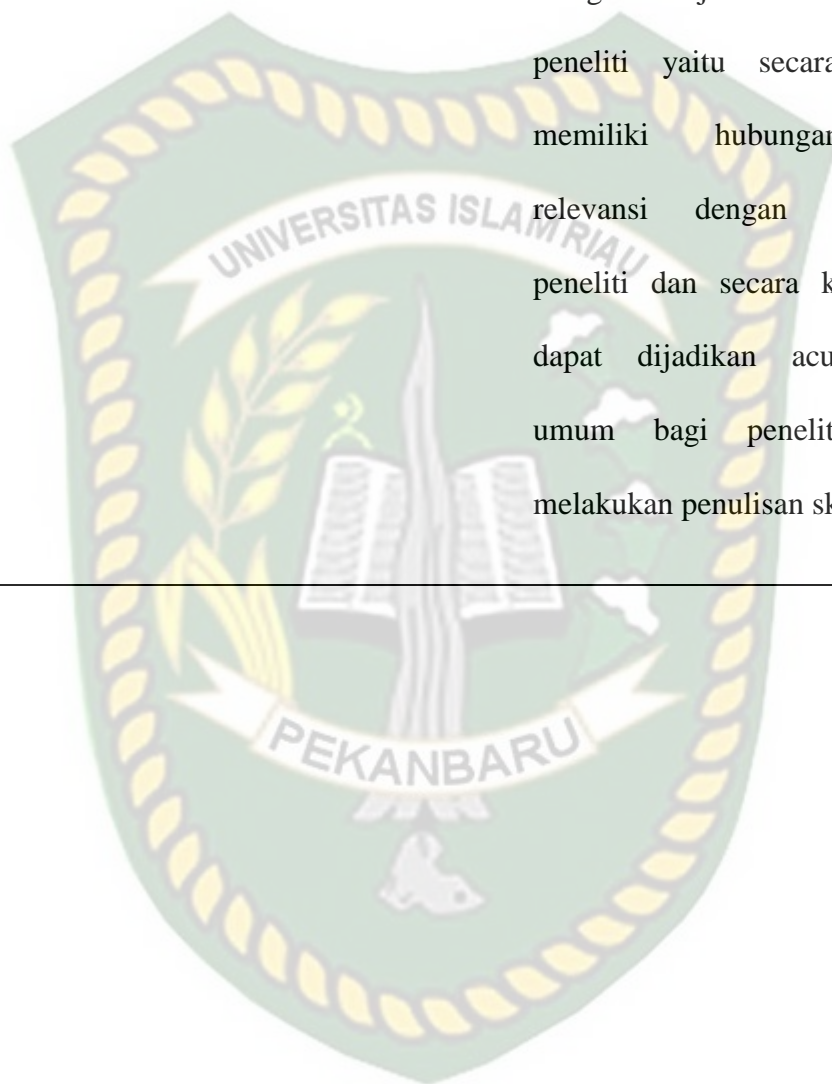 peneliti yaitu secara
memiliki hubungan
relevansi dengan
UNIVERSITAS ISLAM RIAU
peneliti dan secara k
dapat dijadikan acu
umum bagi penelit
melakukan penulisan sk
PEKANBARU